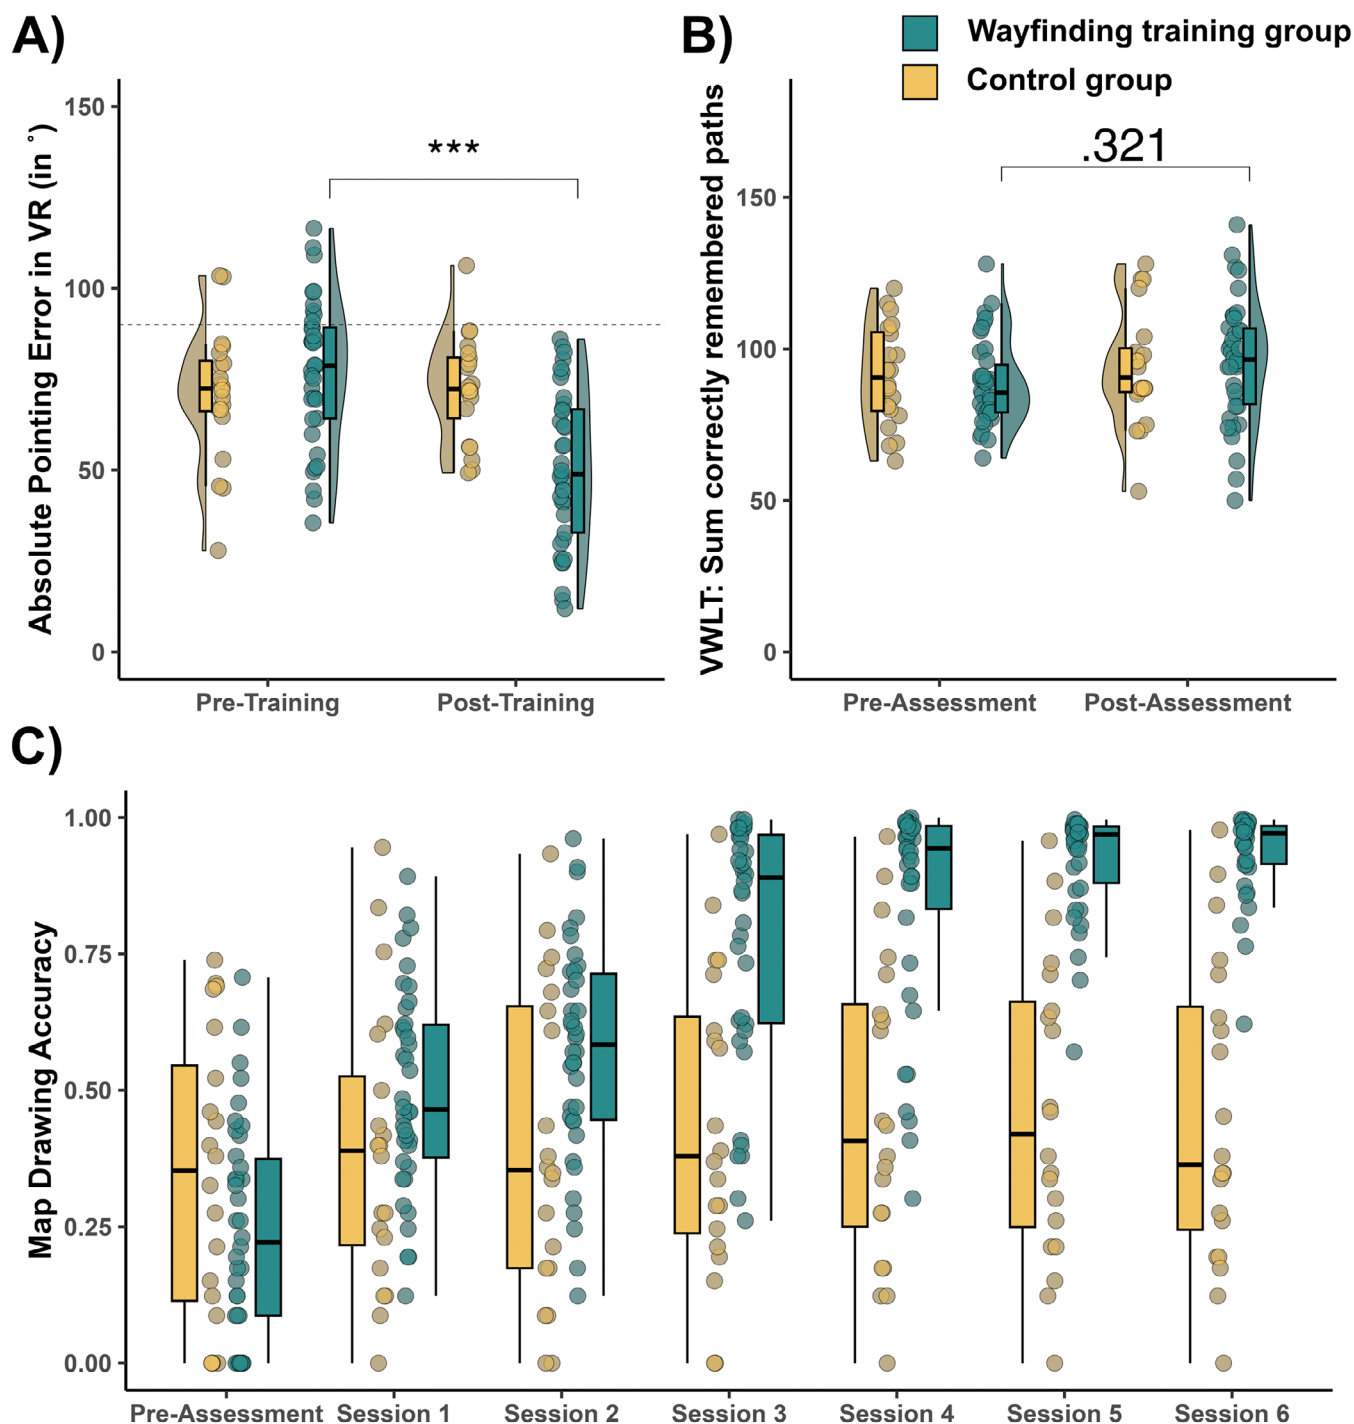 A)
B)
Wayfinding training group
Control group
Absolute Pointing Error in VR (in °)
150
100
50
0
***
Pre-Training
Post-Training
VWLT: Sum correctly remembered paths
150
100
50
0
.321
Pre-Assessment
Post-Assessment
C)
Map Drawing Accuracy
1.00
0.75
0.50
0.25
0.00
Pre-Assessment
Session 1
Session 2
Session 3
Session 4
Session 5
Session 6